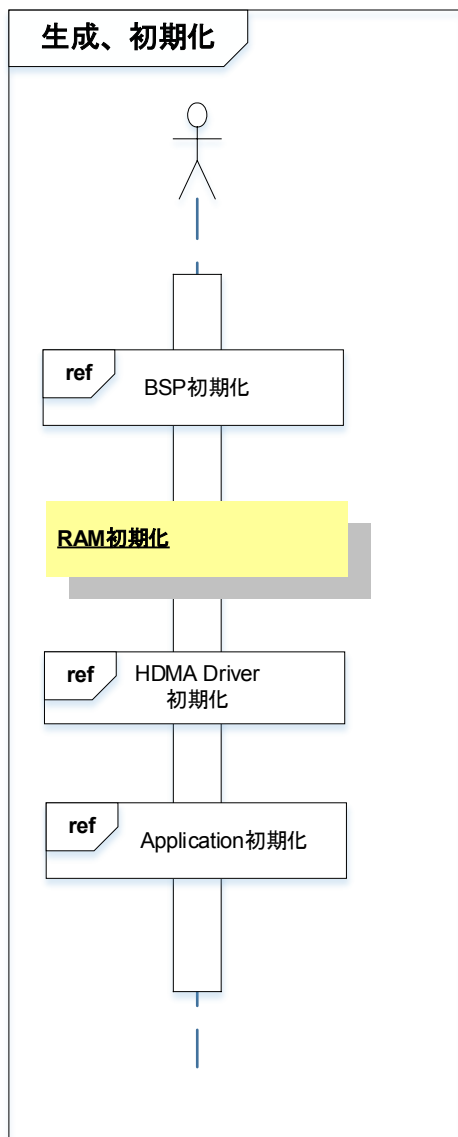 生成、初期化
ref
BSP初期化
RAM初期化
ref
HDMA Driver
初期化
ref
Application初期化